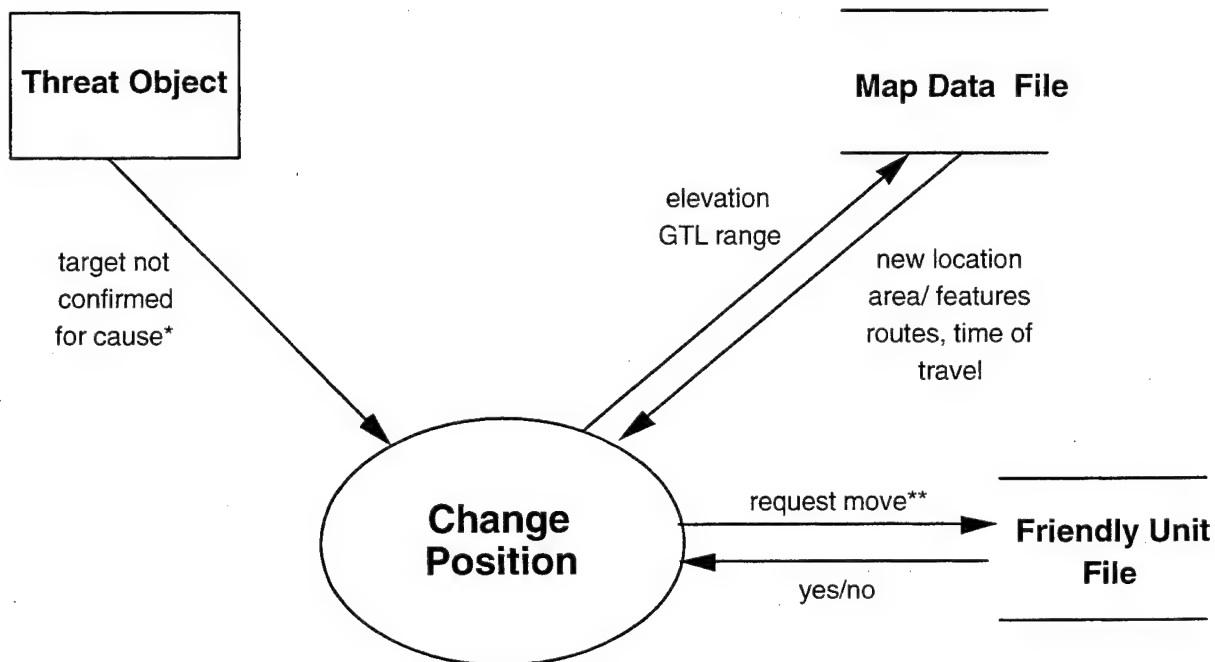 Threat Object
Map Data File
elevation
GTL range
target not
confirmed
for cause*
new location
area/ features
routes, time of
travel
Change
Position
request move**
yes/no
Friendly Unit
File